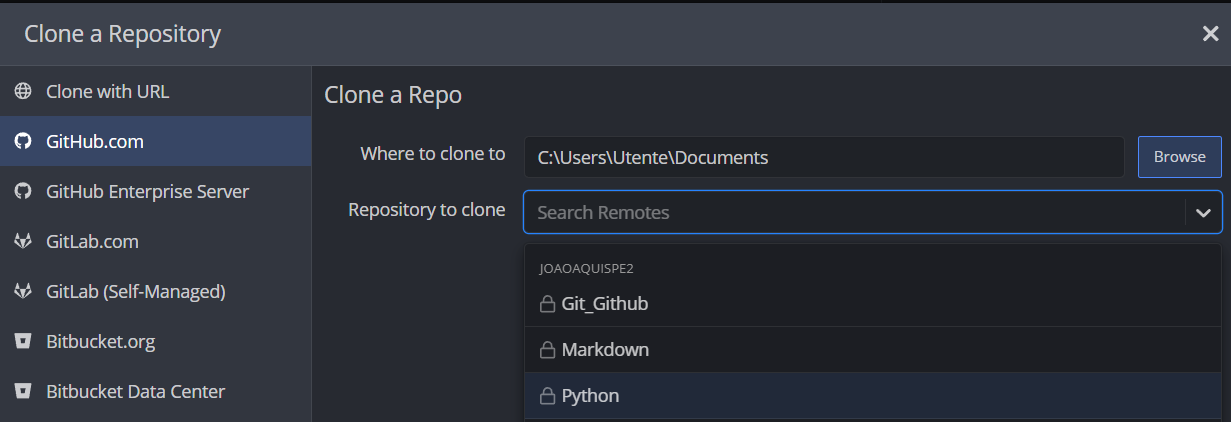 Clone a Repository
Clone with URL
GitHub.com
GitHub Enterprise Server
GitLab.com
GitLab (Self-Managed)
Bitbucket.org
Bitbucket Data Center
Clone a Repo
Where to clone to C:\Users\Utente\Documents Browse
Repository to clone Search Remotes
JOAOAQUISPE2
Git_Github
Markdown
Python